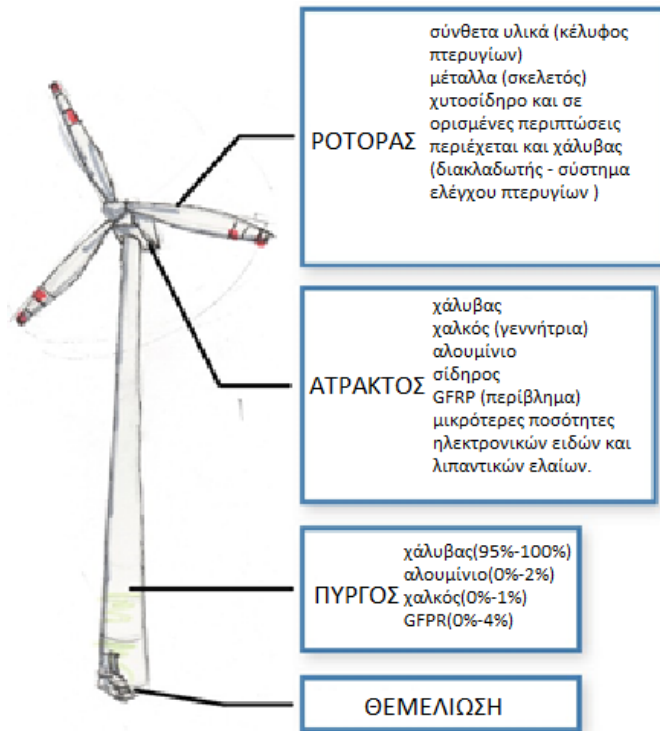 ΡΟΤΟΡΑΣ
σύνθετα υλικά (κέλυφος
πτερυγίων)
μέταλλα (σκελετός)
χυτοσίδηρο και σε
ορισμένες περιπτώσεις
περιέχεται και χάλυβας
(διακλαδωτής - σύστημα
ελέγχου πτερυγίων )
ΑΤΡΑΚΤΟΣ
χάλυβας
χαλκός (γεννήτρια)
αλουμίνιο
σίδηρος
GFRP (περίβλημα)
μικρότερες ποσότητες
ηλεκτρονικών ειδών και
λιπαντικών ελαίων.
ΠΥΡΓΟΣ
χάλυβας(95%-100%)
αλουμίνιο(0%-2%)
χαλκός(0%-1%)
GFPR(0%-4%)
ΘΕΜΕΛΙΩΣΗ